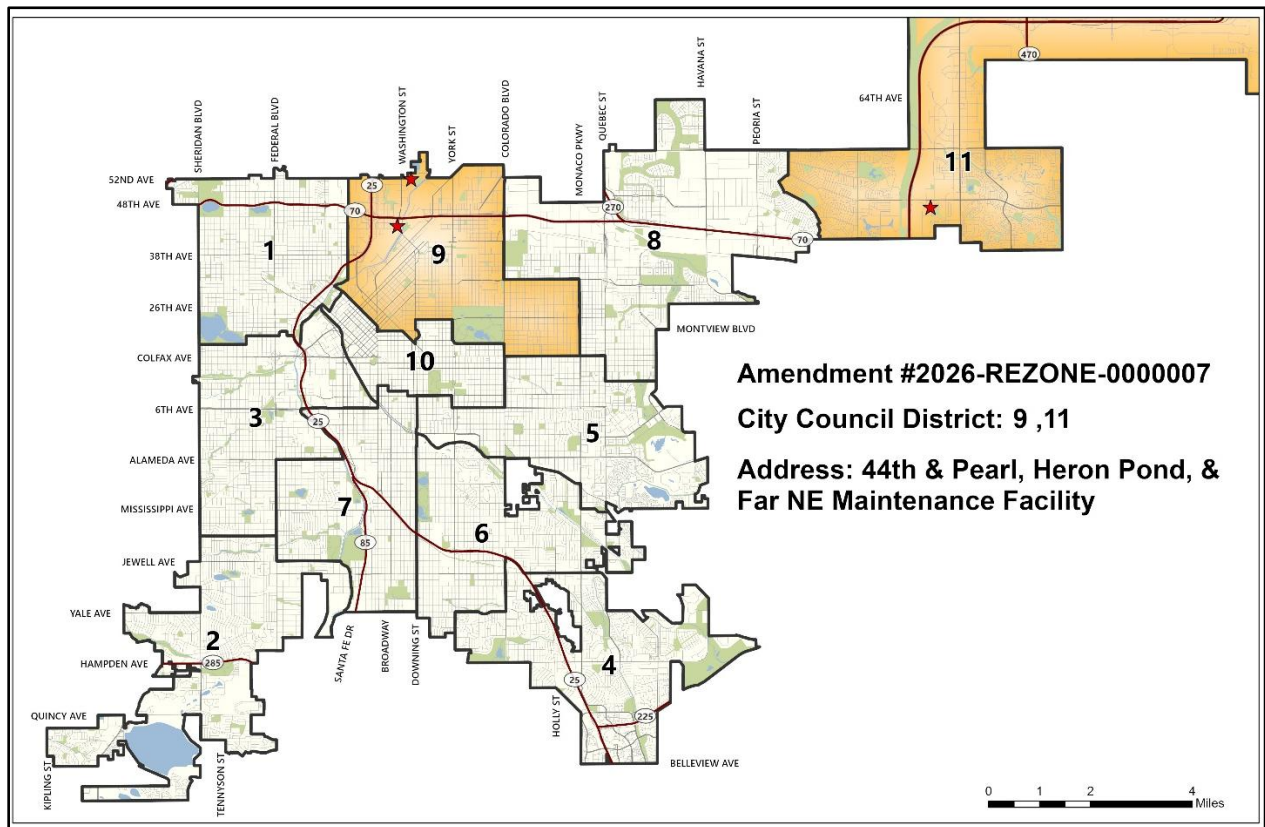 HAVANA ST
470
64TH AVE
SHERIDAN BLVD
FEDERAL BLVD
WASHINGTON ST
YORK ST
COLORADO BLVD
MONACO PKWY
QUEBEC ST
PEORIA ST
11
52ND AVE
25
48TH AVE
70
270
70
1
9
8
38TH AVE
26TH AVE
MONTVIEW BLVD
COLFAX AVE
10
Amendment #2026-REZONE-0000007
6TH AVE
3
25
City Council District: 9 ,11
5
ALAMEDA AVE
Address: 44th & Pearl, Heron Pond, &
Far NE Maintenance Facility
MISSISSIPPI AVE
7
6
85
JEWELL AVE
YALE AVE
2
SANTA FE DR
BROADWAY
DOWNING ST
HAMPDEN AVE
285
4
25
HOLLY ST
225
QUINCY AVE
BELLEVIEW AVE
KIPLING ST
TENNYSON ST
0 1 2 4
Miles